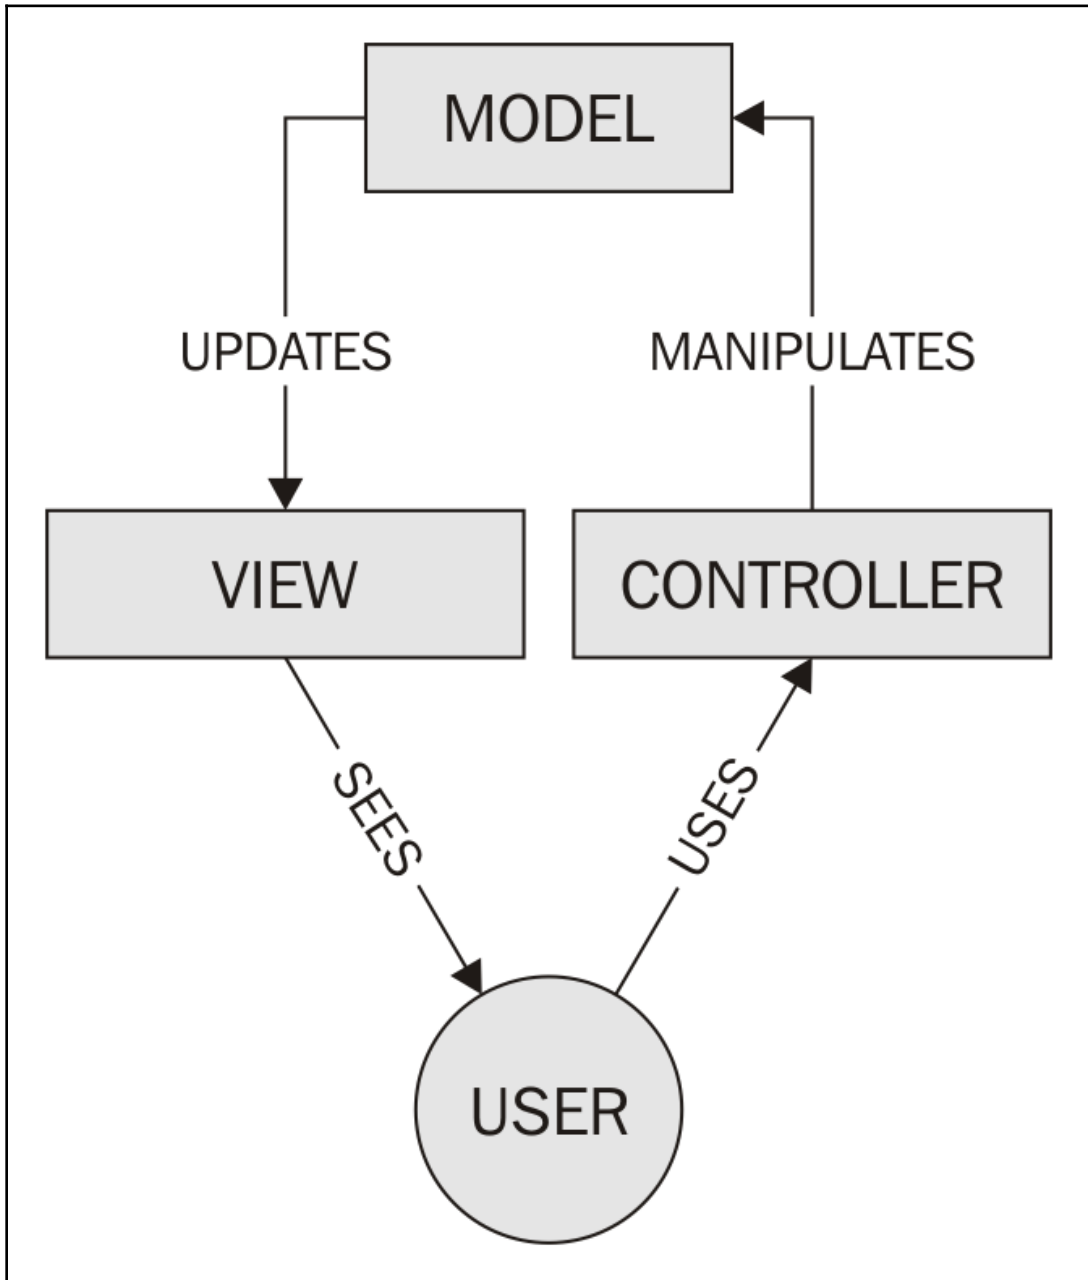 MODEL
UPDATES
MANIPULATES
VIEW
CONTROLLER
SEES
USES
USER